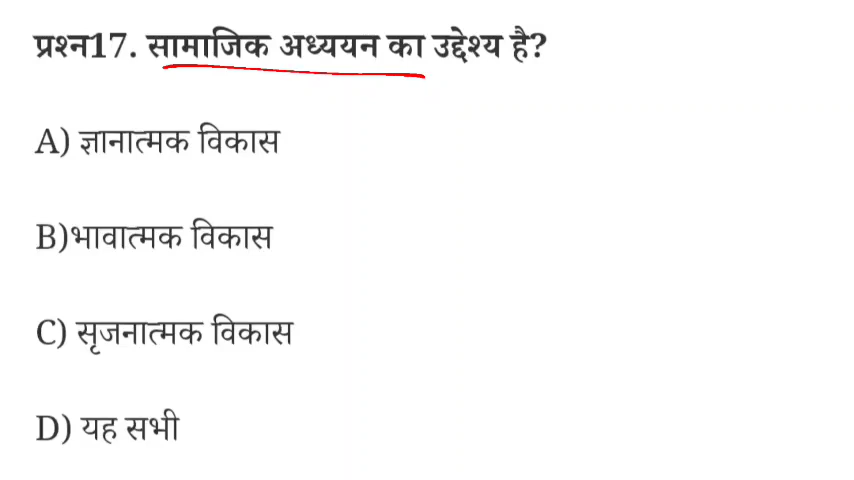 प्रश्न17. सामाजिक अध्ययन का उद्देश्य है?
A) ज्ञानात्मक विकास
B)भावात्मक विकास
C) सृजनात्मक विकास
D) यह सभी